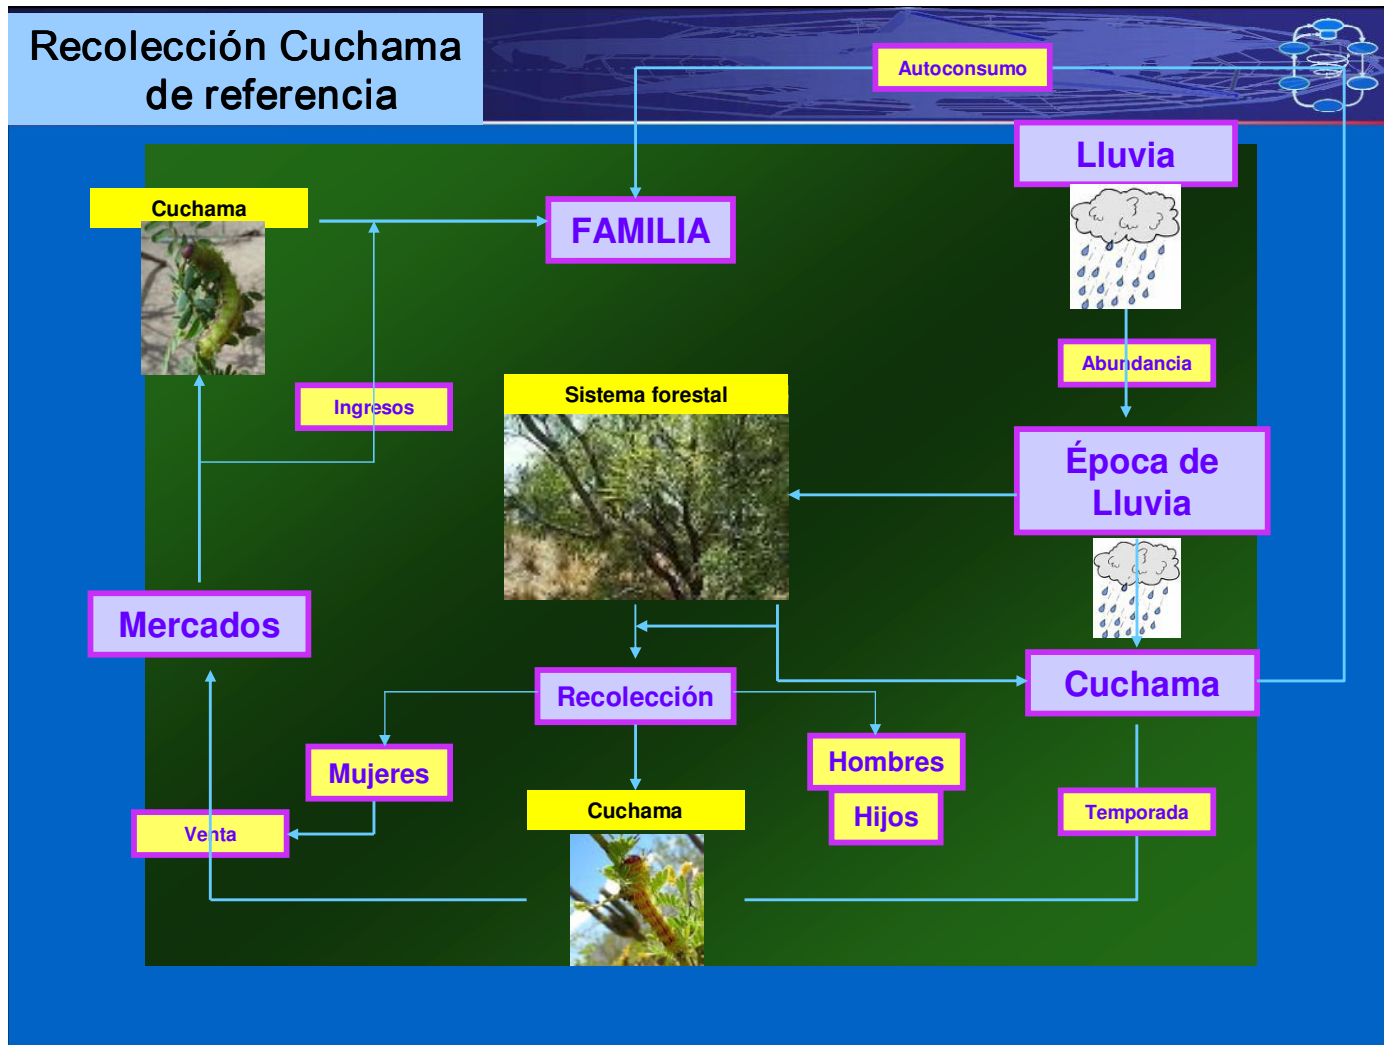 Recolección Cuchama
de referencia
Autoconsumo
Lluvia
Cuchama
FAMILIA
Abundancia
Ingresos
Sistema forestal
Época de
Lluvia
Mercados
Recolección
Cuchama
Mujeres
Hombres
Hijos
Venta
Cuchama
Temporada